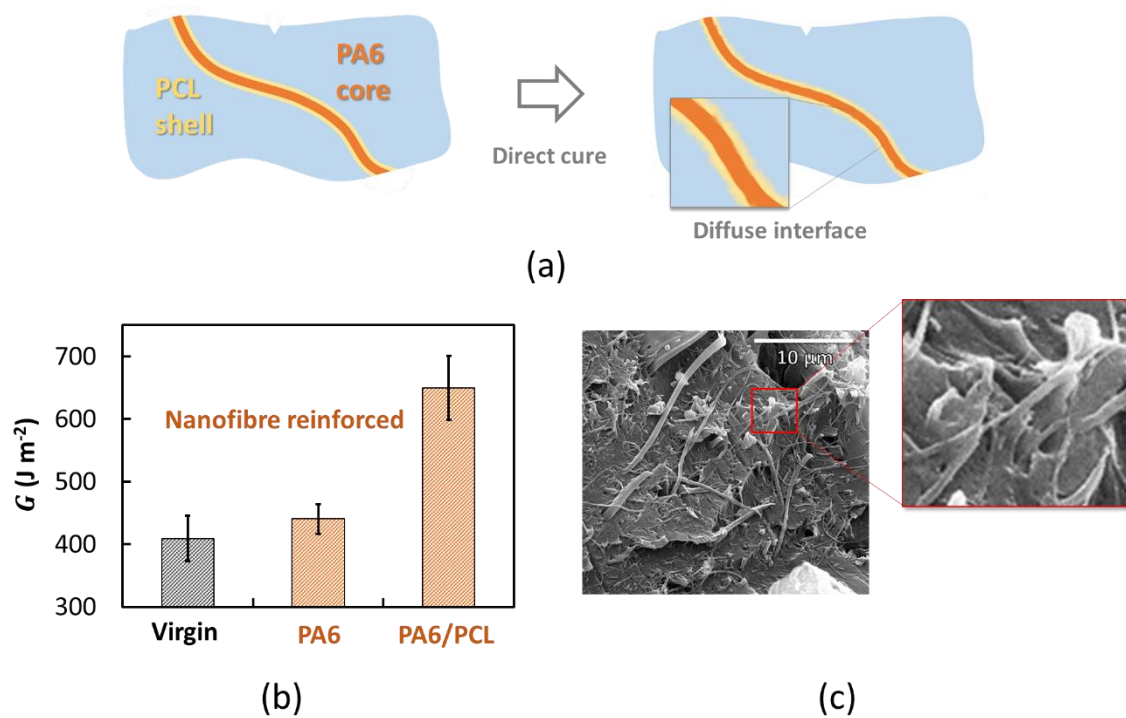 PCL
shell
PA6
core
Direct cure
Diffuse interface
(a)
G (J m⁻²)
700
600
500
400
300
Nanofibre reinforced
Virgin
PA6
PA6/PCL
(b)
10 μm
(c)